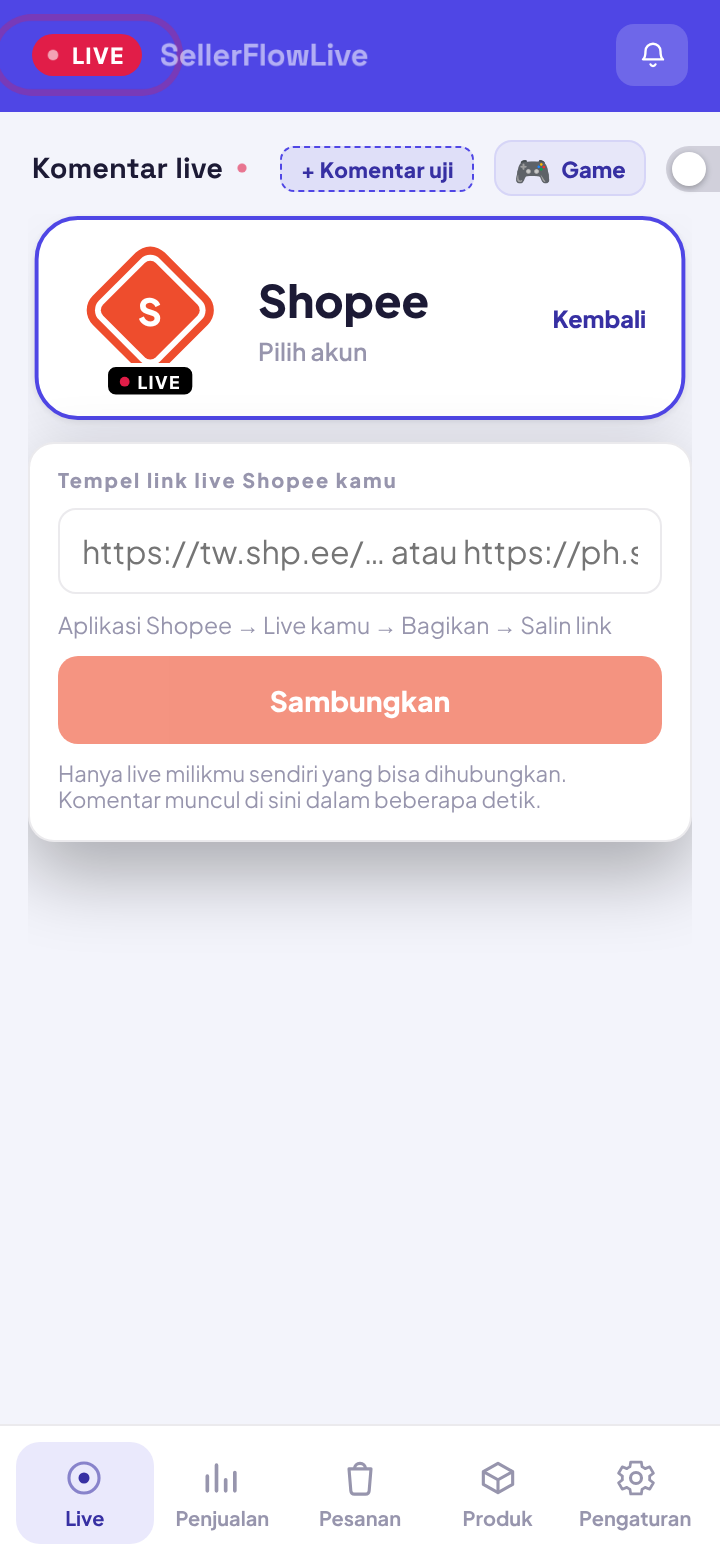 LIVE SellerFlowLive
Komentar live
+ Komentar uji
Game
S
LIVE
Shopee
Pilih akun
Kembali
Tempel link live Shopee kamu
https://tw.shp.ee/… atau https://ph.s
Aplikasi Shopee → Live kamu → Bagikan → Salin link
Sambungkan
Hanya live milikmu sendiri yang bisa dihubungkan.
Komentar muncul di sini dalam beberapa detik.
Live
Penjualan
Pesanan
Produk
Pengaturan